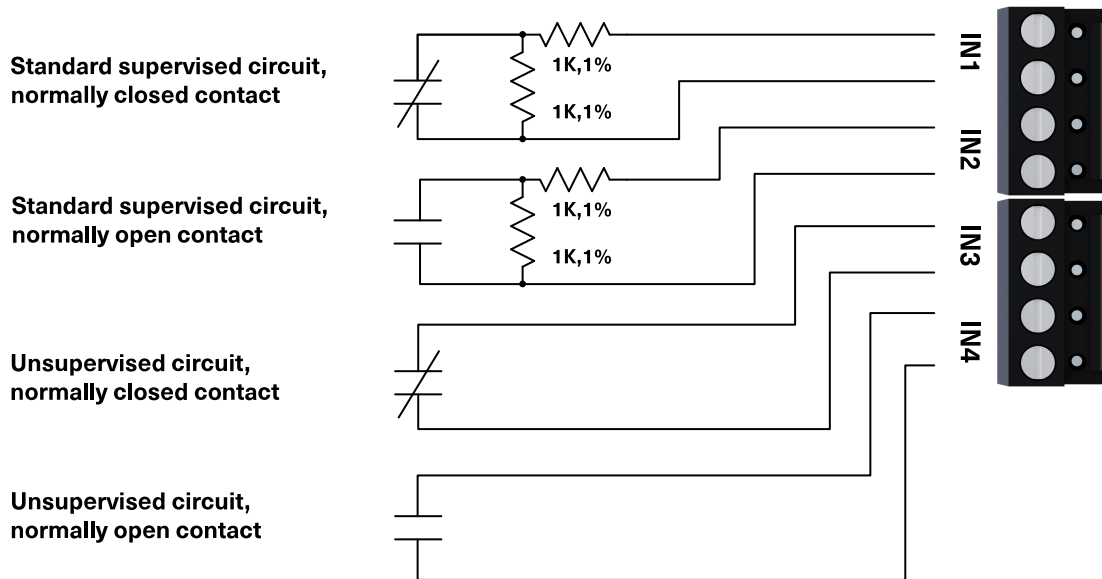 Standard supervised circuit,
normally closed contact
1K,1%
1K,1%
IN1
Standard supervised circuit,
normally open contact
1K,1%
1K,1%
IN2
Unsupervised circuit,
normally closed contact
IN3
Unsupervised circuit,
normally open contact
IN4